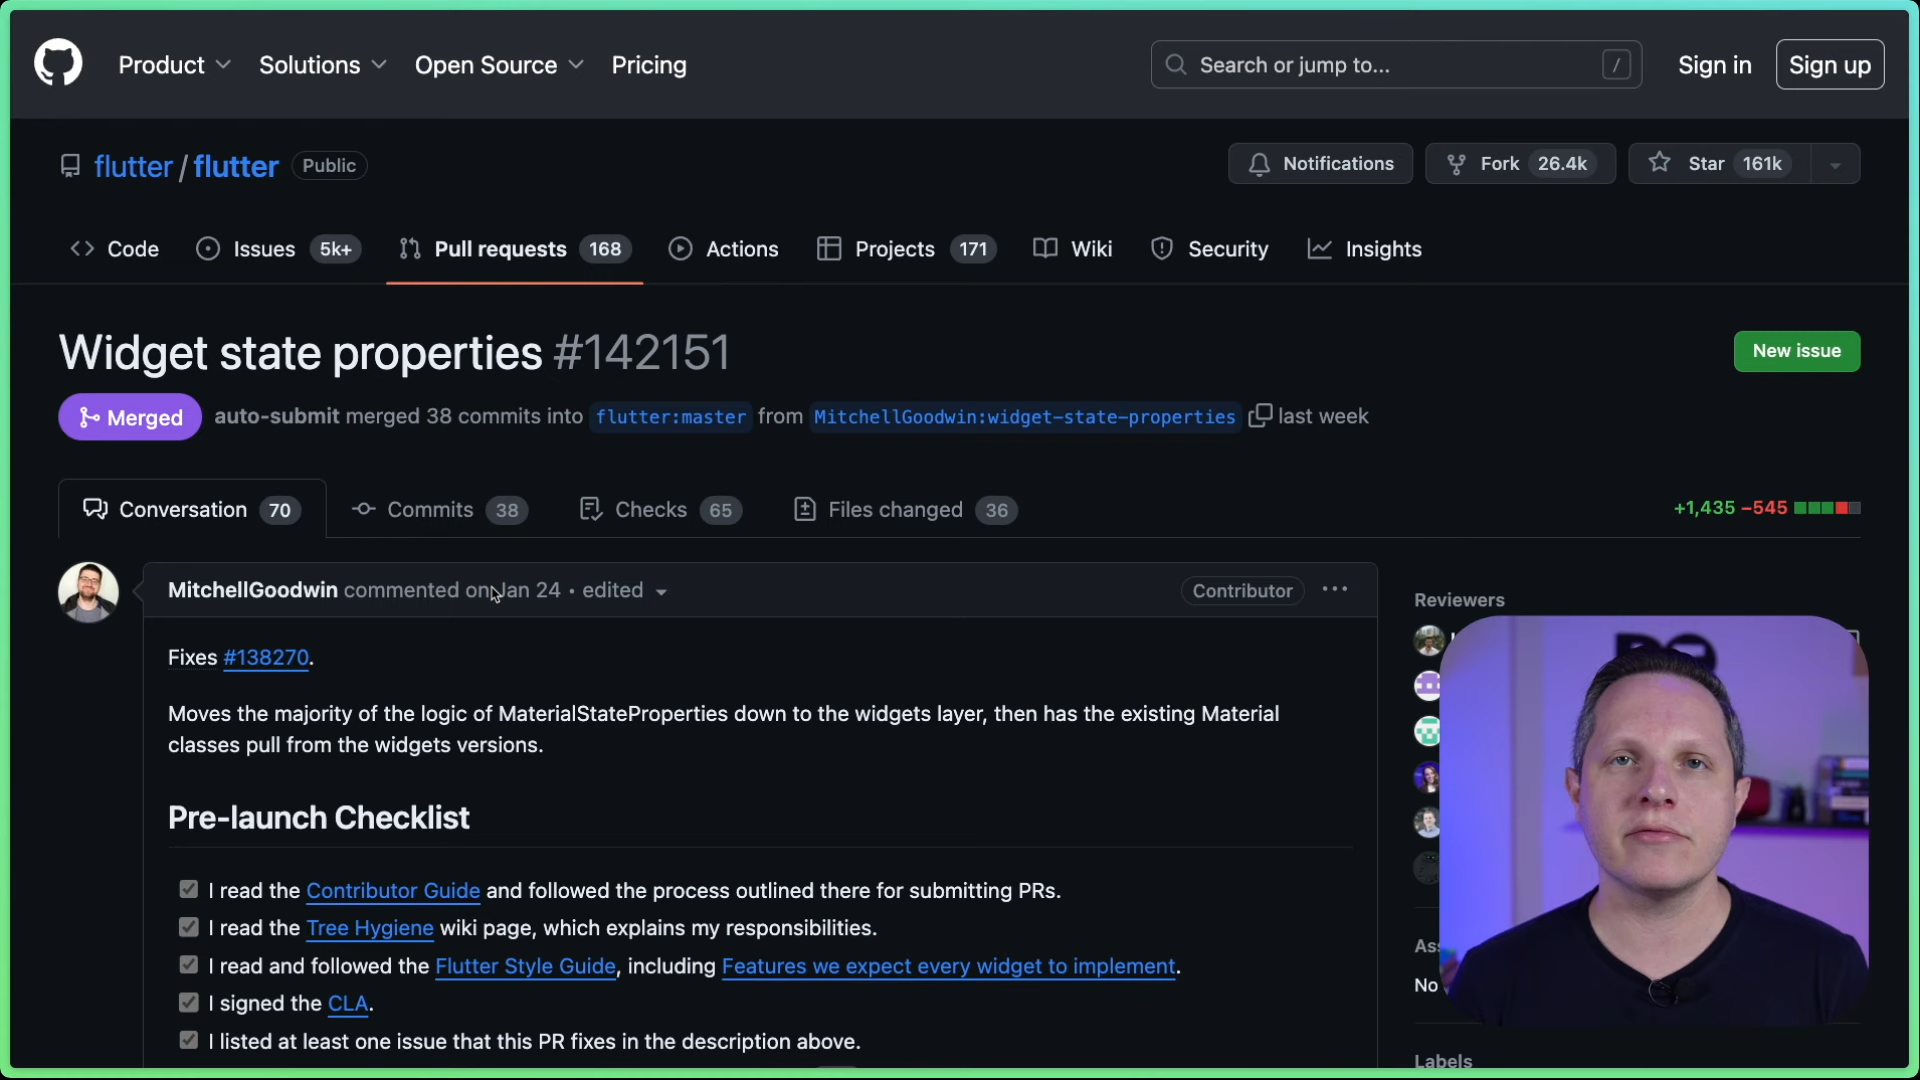 Product Solutions Open Source Pricing Search or jump to... / Sign in Sign up
flutter / flutter Public Notifications Fork 26.4k Star 161k
Code Issues 5k+ Pull requests 168 Actions Projects 171 Wiki Security Insights
Widget state properties #142151 New issue
Merged auto-submit merged 38 commits into flutter:master from MitchellGoodwin:widget-state-properties last week
Conversation 70 Commits 38 Checks 65 Files changed 36 +1,435 −545
MitchellGoodwin commented on Jan 24 • edited Contributor
Reviewers
Fixes #138270.
Moves the majority of the logic of MaterialStateProperties down to the widgets layer, then has the existing Material
classes pull from the widgets versions.
Pre-launch Checklist
I read the Contributor Guide and followed the process outlined there for submitting PRs.
I read the Tree Hygiene wiki page, which explains my responsibilities.
I read and followed the Flutter Style Guide, including Features we expect every widget to implement.
No
I signed the CLA.
I listed at least one issue that this PR fixes in the description above.
Labels